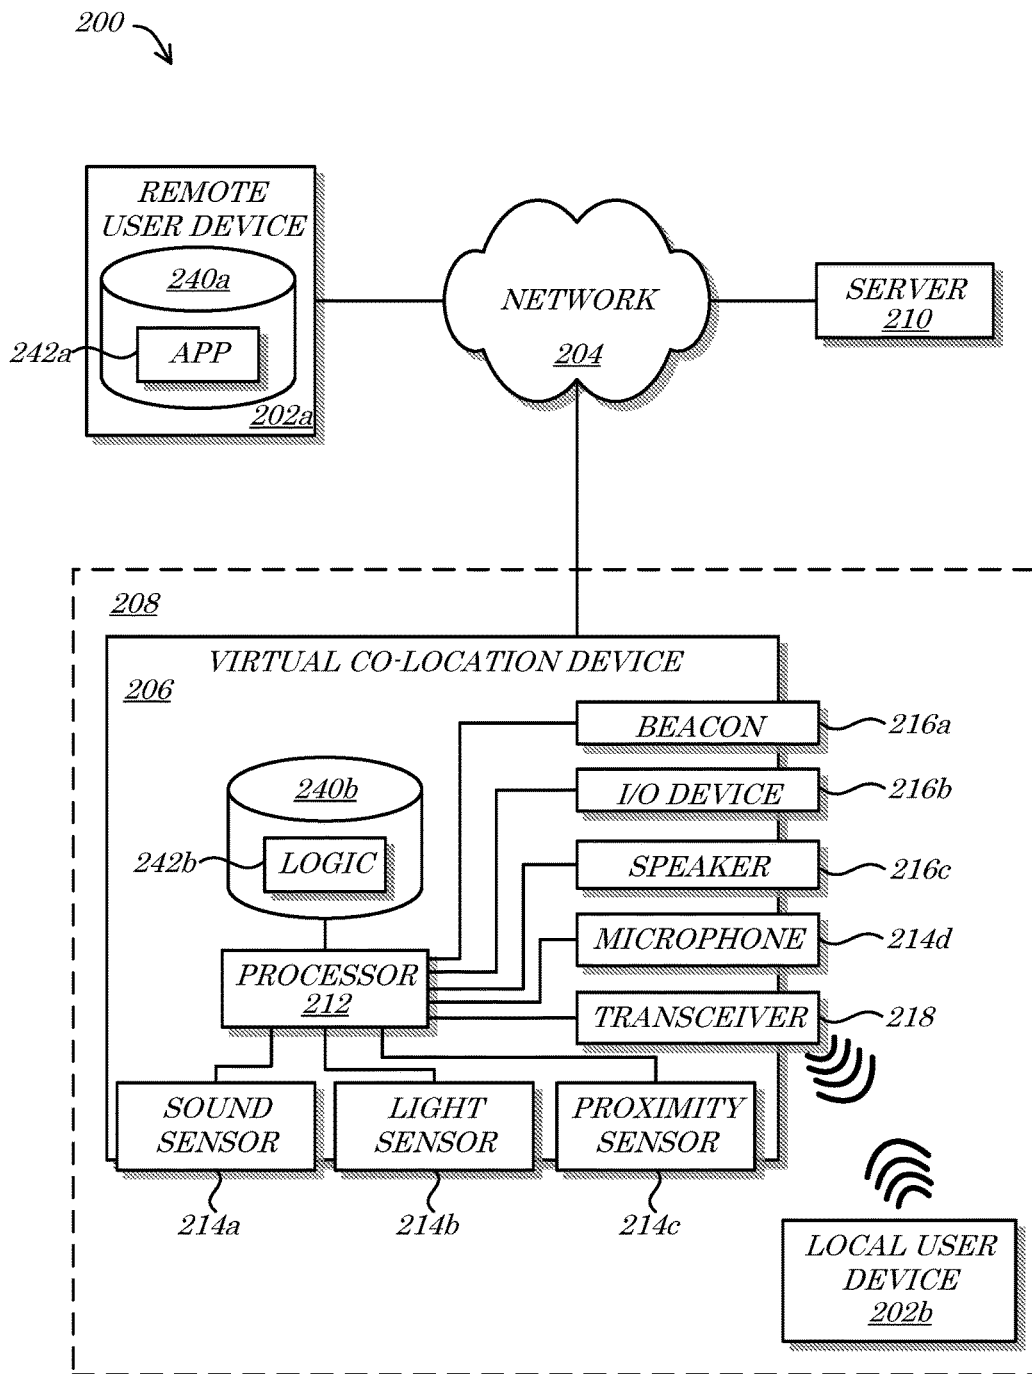 200
REMOTE
USER DEVICE
240a
242a
APP
202a
NETWORK
204
SERVER
210
208
VIRTUAL CO-LOCATION DEVICE
206
BEACON
216a
240b
I/O DEVICE
216b
242b
LOGIC
SPEAKER
216c
MICROPHONE
214d
PROCESSOR
212
TRANSCEIVER
218
SOUND
SENSOR
LIGHT
SENSOR
PROXIMITY
SENSOR
214a
214b
214c
LOCAL USER
DEVICE
202b